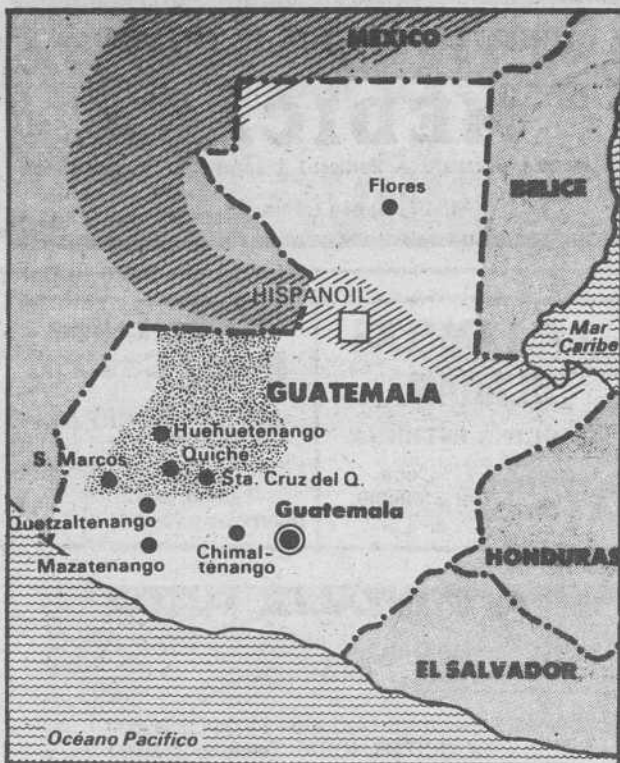 MEXICO
Flores
BELICE
HISPANOIL
Mar
Caribe
GUATEMALA
Huehuetenango
Quiché
S. Marcos
Sta. Cruz del Q.
Quetzaltenango
Guatemala
Chimal-
tenango
Mazatenango
HONDURAS
EL SALVADOR
Océano Pacífico